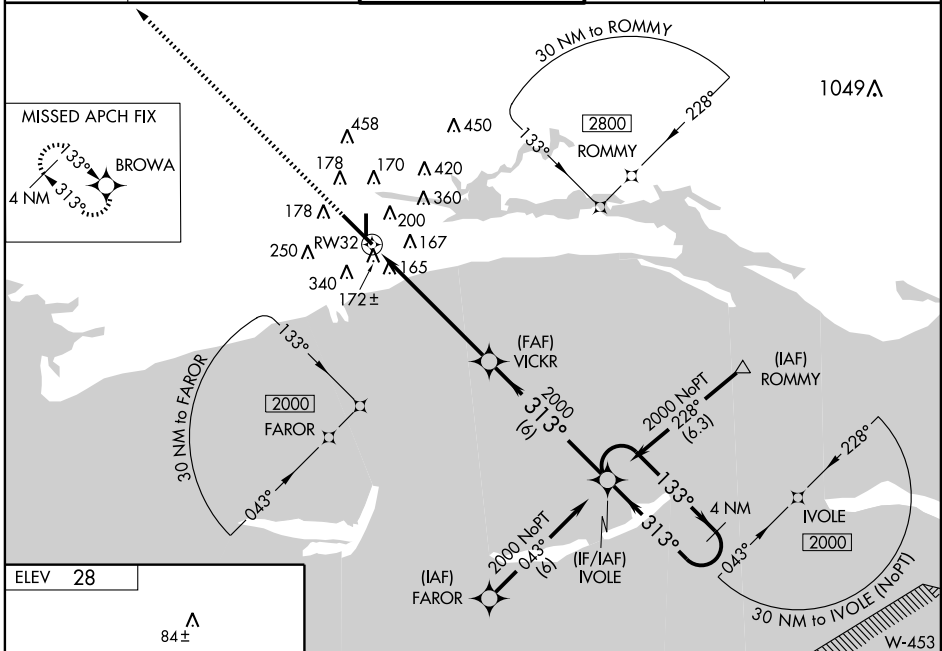 30 NM to ROMMY
1049
MISSED APCH FIX
133°
BROWA
4 NM
313°
458
450
2800
228°
133°
ROMMY
178
170
420
360
178
200
250
RW32
167
340
165
172±
133°
30 NM to FAROR
2000
FAROR
043°
(FAF)
VICKR
2000
313°
(6)
(IAF)
ROMMY
2000 NoPT
228°
(6.3)
133°
4 NM
313°
228°
IVOLE
2000
043°
30 NM to IVOLE (NoPT)
2000 NoPT
043°
(6)
(IF/IAF)
IVOLE
(IAF)
FAROR
ELEV 28
84±
W-453